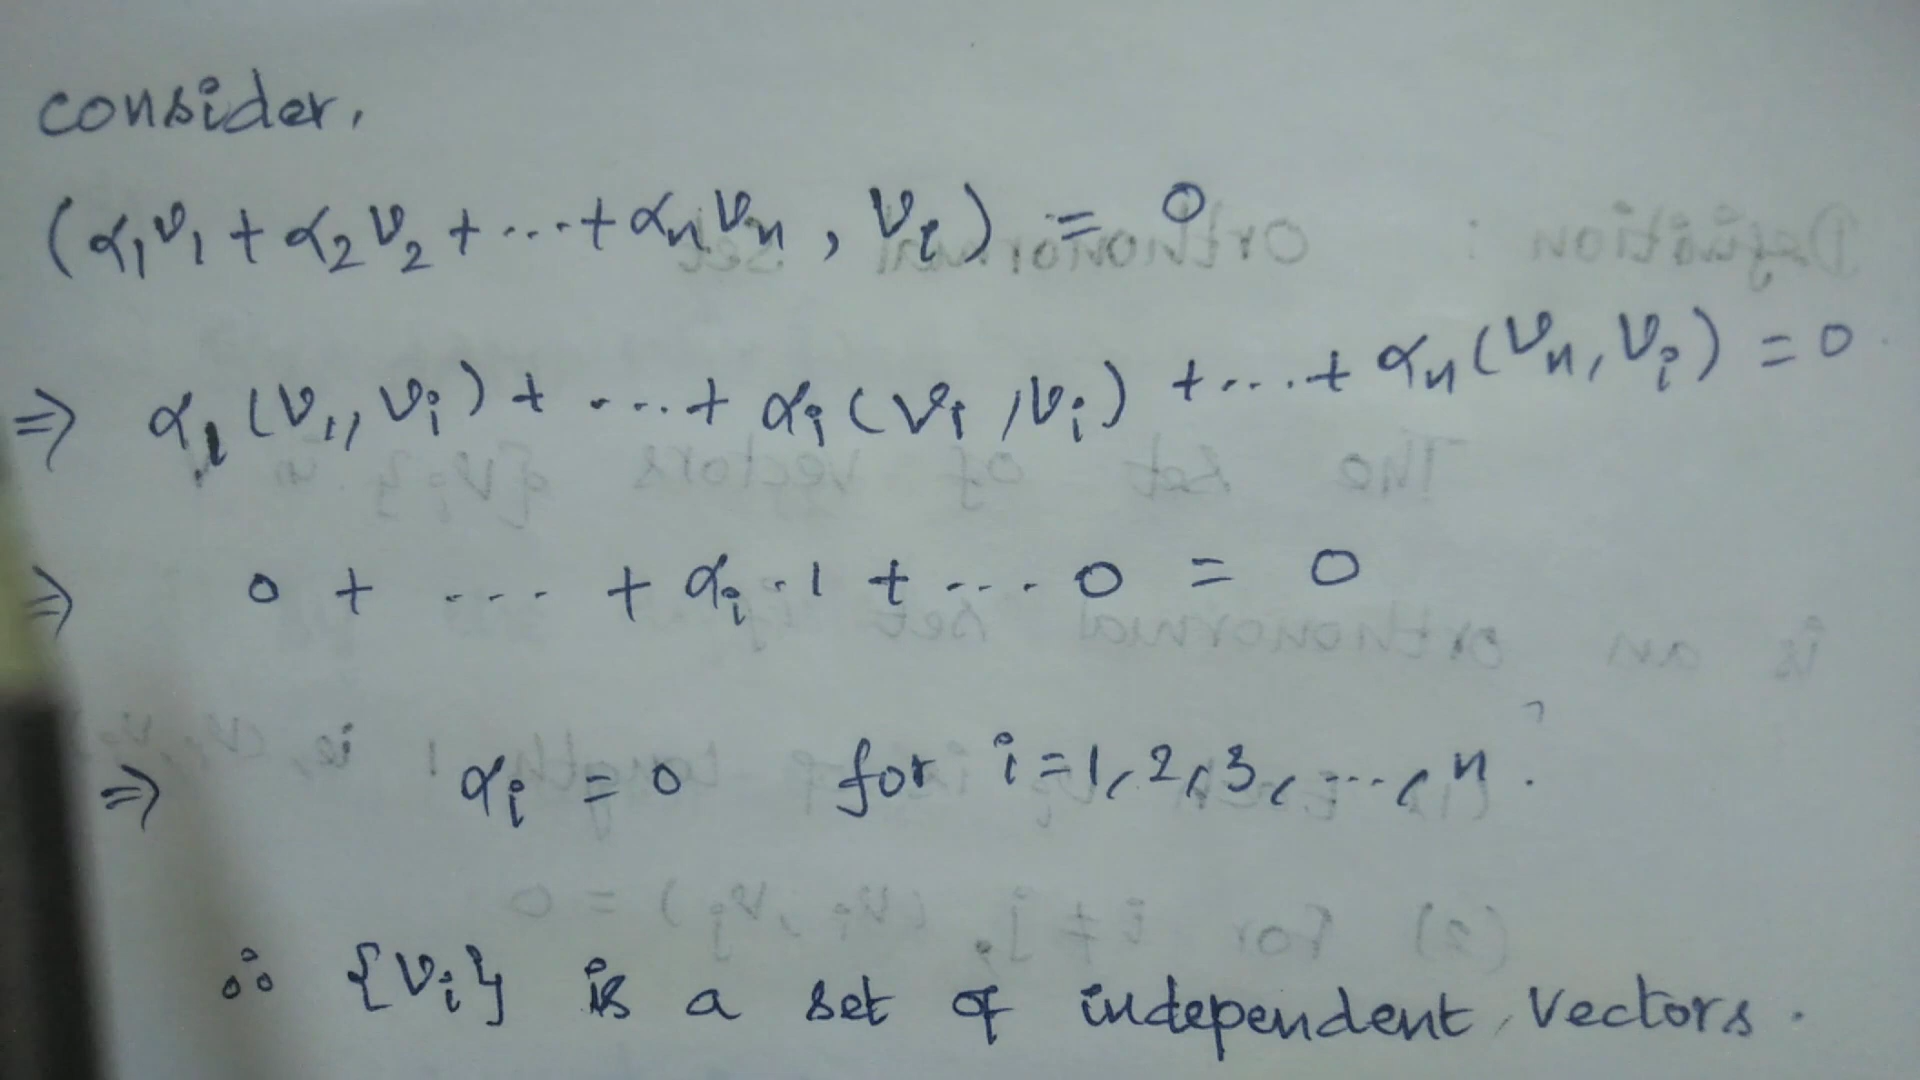 consider,
(α₁v₁ + α₂v₂ + ... + αₙvₙ , vᵢ) = 0
⇒ α₁(v₁, vᵢ) + ... + αᵢ(vᵢ, vᵢ) + ... + αₙ(vₙ, vᵢ) = 0
⇒ 0 + ... + αᵢ · 1 + ... 0 = 0
⇒ αᵢ = 0 for i = 1, 2, 3, ..., n.
∴ {vᵢ} is a set of independent vectors.